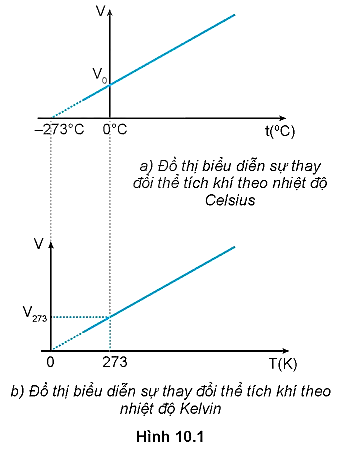 V
V₀
–273°C
0°C
t(⁰C)
a) Đồ thị biểu diễn sự thay
đổi thể tích khí theo nhiệt độ
Celsius
V
V₂₇₃
0
273
T(K)
b) Đồ thị biểu diễn sự thay đổi thể tích khí theo
nhiệt độ Kelvin
Hình 10.1